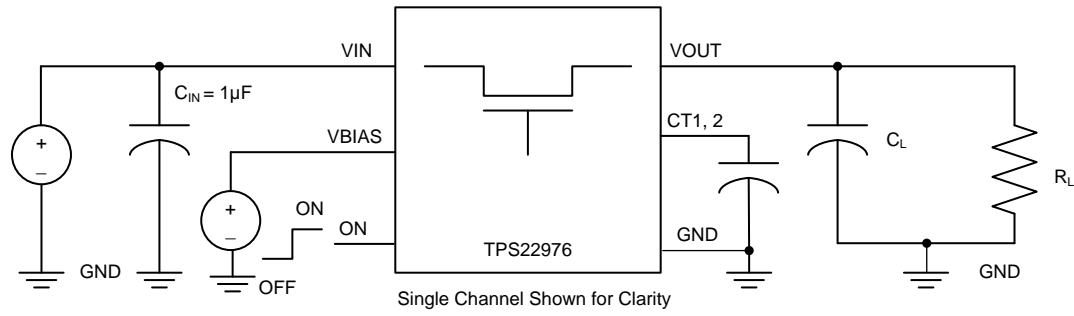 VIN
VOUT
C_IN = 1µF
CT1, 2
VBIAS
C_L
R_L
+
−
+
−
ON
ON
OFF
GND
TPS22976
GND
GND
Single Channel Shown for Clarity